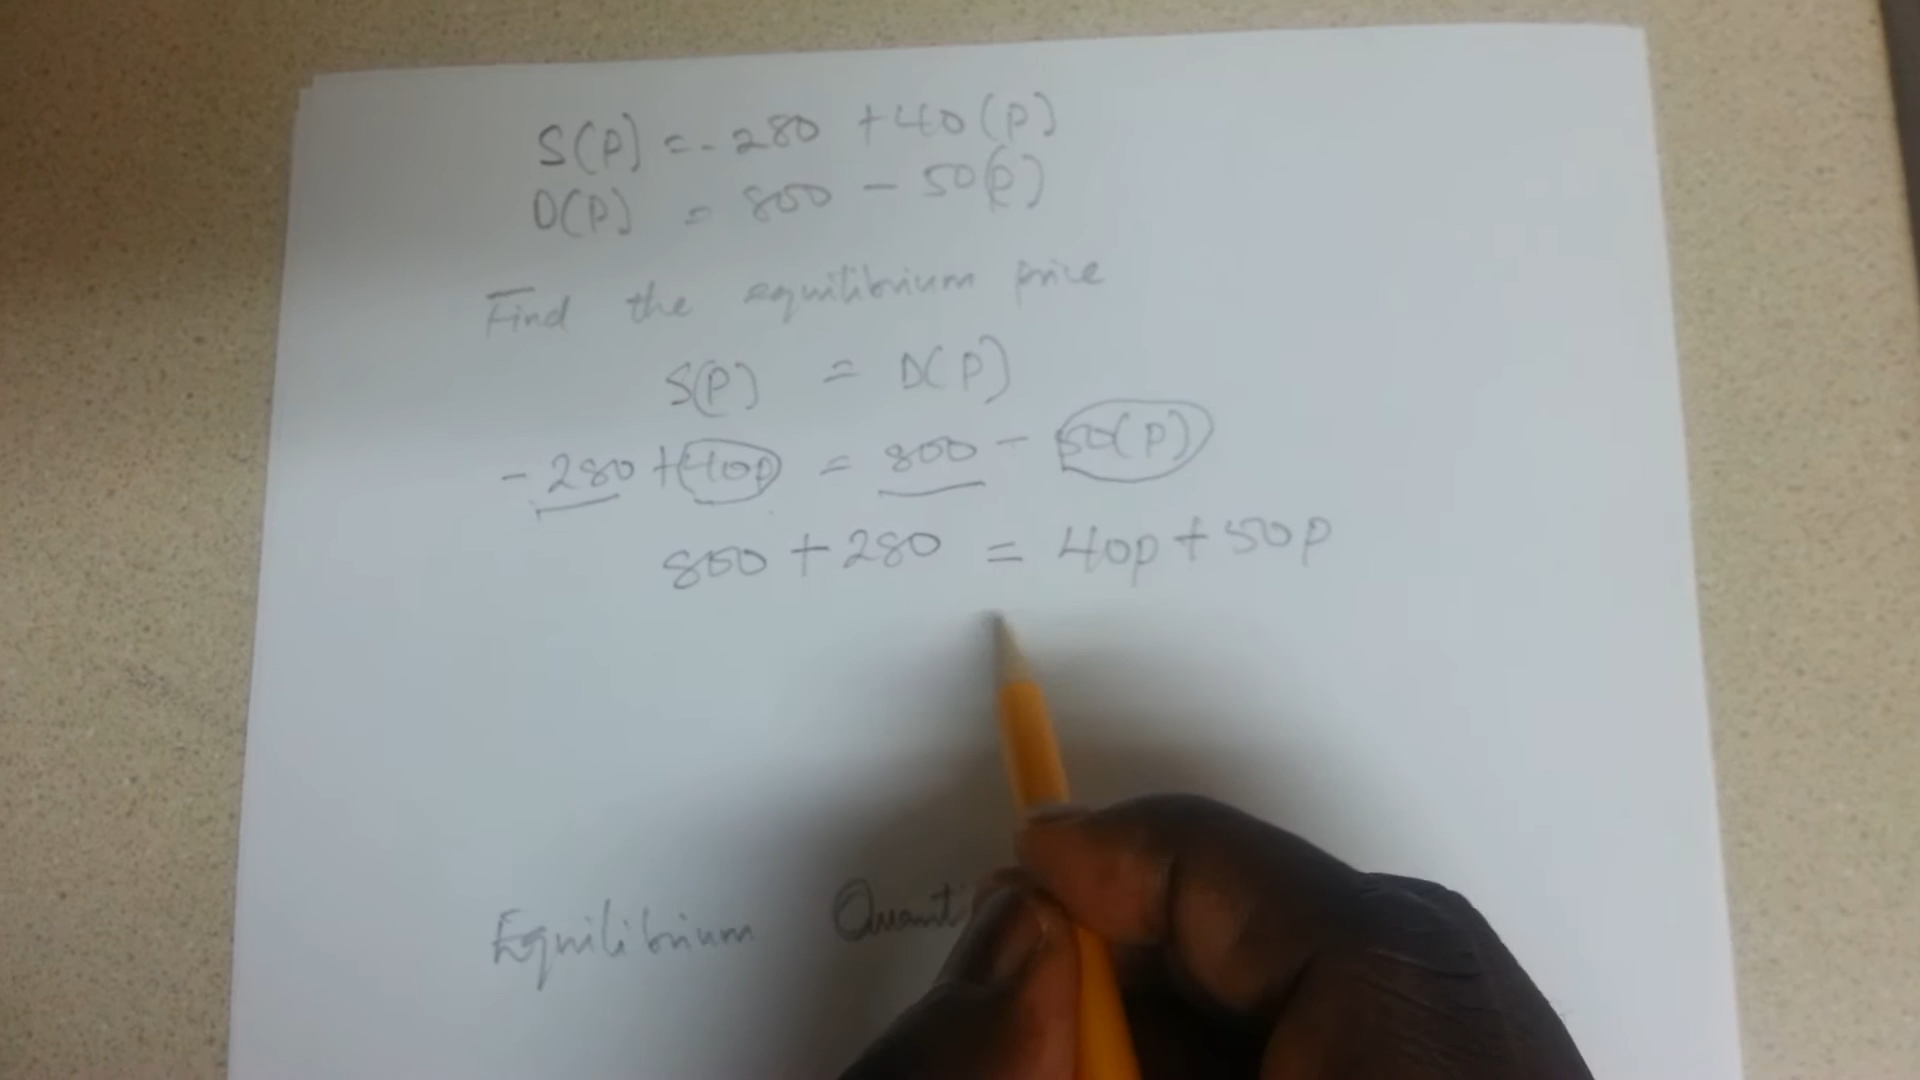 S(P) = - 280 + 40(P)
D(P) = 800 - 50(P)
Find the equilibrium price
S(P) = D(P)
- 280 + 40p = 800 - 50(P)
800 + 280 = 40p + 50p
Equilibrium